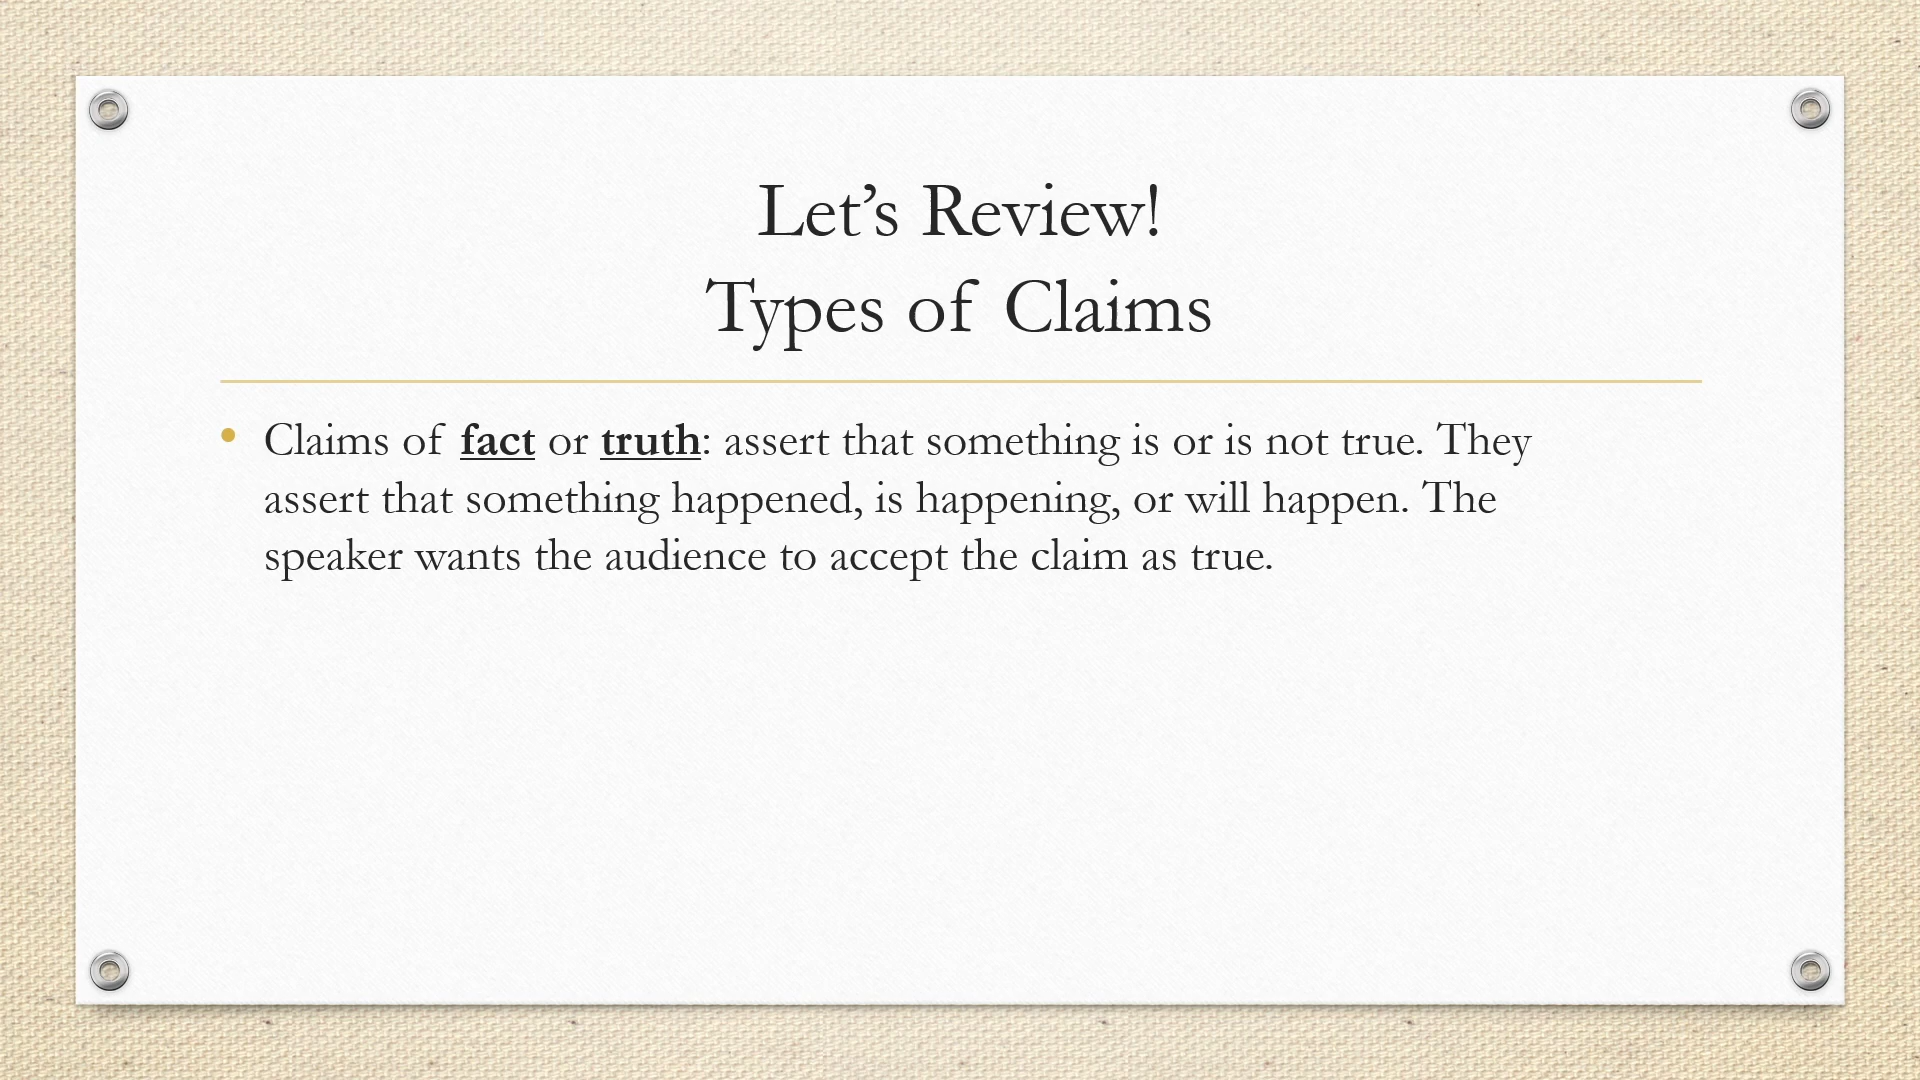 Let’s Review!
Types of Claims
• Claims of fact or truth: assert that something is or is not true. They
assert that something happened, is happening, or will happen. The
speaker wants the audience to accept the claim as true.